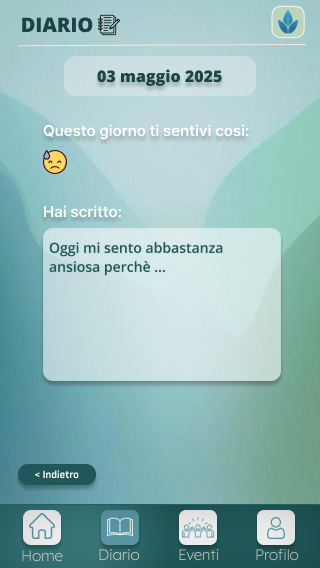 DIARIO
03 maggio 2025
Questo giorno ti sentivi cosi:
Hai scritto:
Oggi mi sento abbastanza
ansiosa perchè ...
< Indietro
Home
Diario
Eventi
Profilo